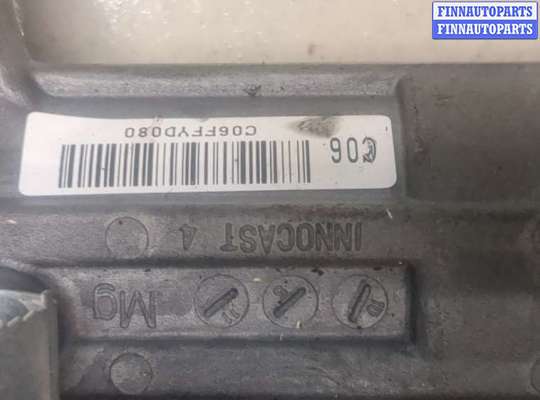 FINNAUTOPARTS
FINNAUTOPARTS
C06FFYD080
C06
INNOCAST 4
Mg